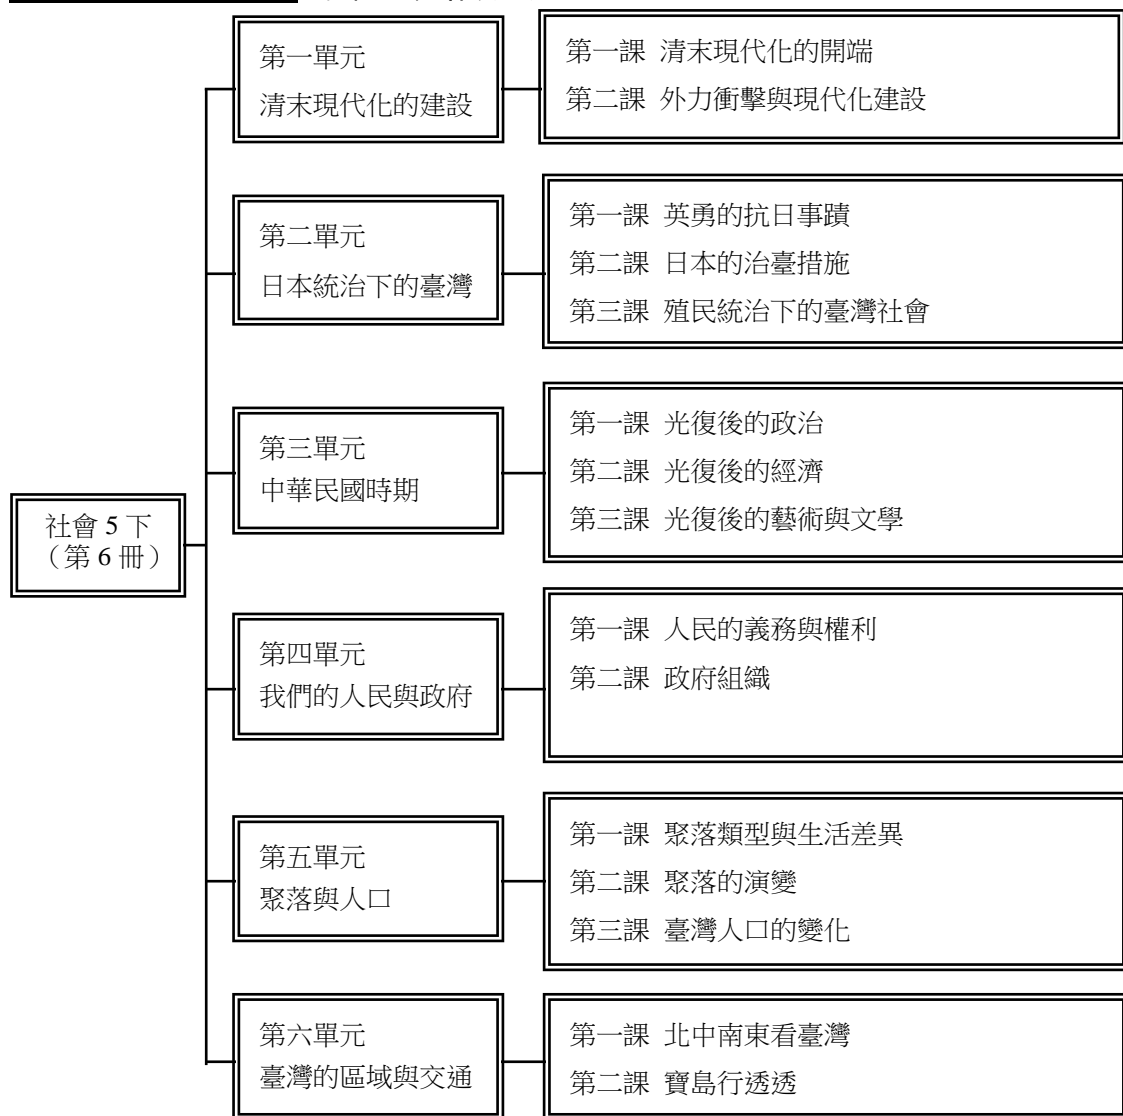 第一單元
清末現代化的建設
第一課 清末現代化的開端
第二課 外力衝擊與現代化建設
第二單元
日本統治下的臺灣
第一課 英勇的抗日事蹟
第二課 日本的治臺措施
第三課 殖民統治下的臺灣社會
第三單元
中華民國時期
第一課 光復後的政治
第二課 光復後的經濟
第三課 光復後的藝術與文學
社會 5 下
（第 6 冊）
第四單元
我們的人民與政府
第一課 人民的義務與權利
第二課 政府組織
第五單元
聚落與人口
第一課 聚落類型與生活差異
第二課 聚落的演變
第三課 臺灣人口的變化
第六單元
臺灣的區域與交通
第一課 北中南東看臺灣
第二課 寶島行透透